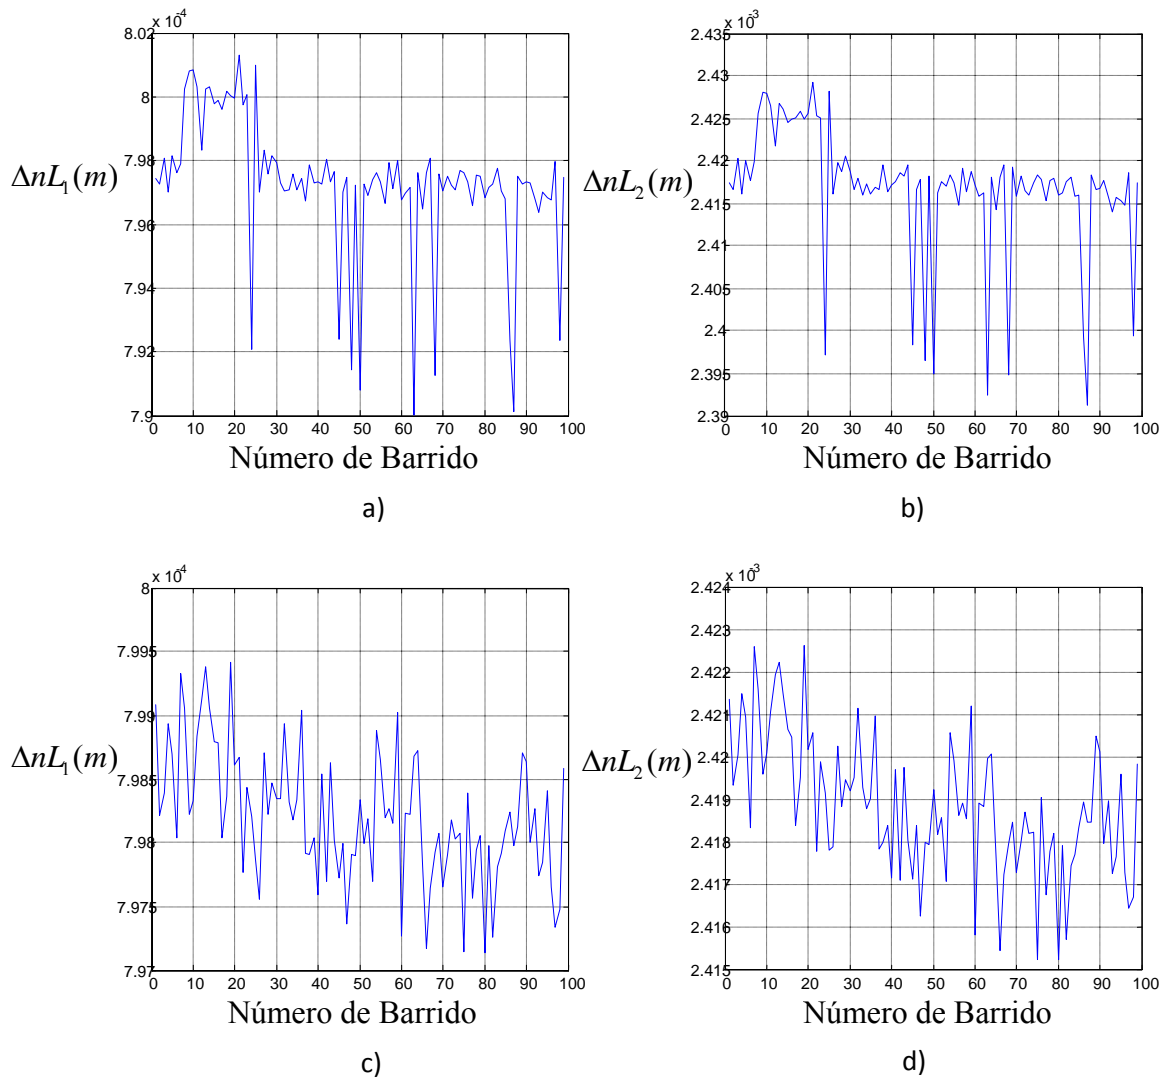 x 10-4
8.02
8
7.98
7.96
7.94
7.92
7.9
0 10 20 30 40 50 60 70 80 90 100
ΔnL1(m)
Número de Barrido
a)
x 10-3
2.435
2.43
2.425
2.42
2.415
2.41
2.405
2.4
2.395
2.39
0 10 20 30 40 50 60 70 80 90 100
ΔnL2(m)
Número de Barrido
b)
x 10-4
8
7.995
7.99
7.985
7.98
7.975
7.97
0 10 20 30 40 50 60 70 80 90 100
ΔnL1(m)
Número de Barrido
c)
x 10-3
2.424
2.423
2.422
2.421
2.42
2.419
2.418
2.417
2.416
2.415
0 10 20 30 40 50 60 70 80 90 100
ΔnL2(m)
Número de Barrido
d)